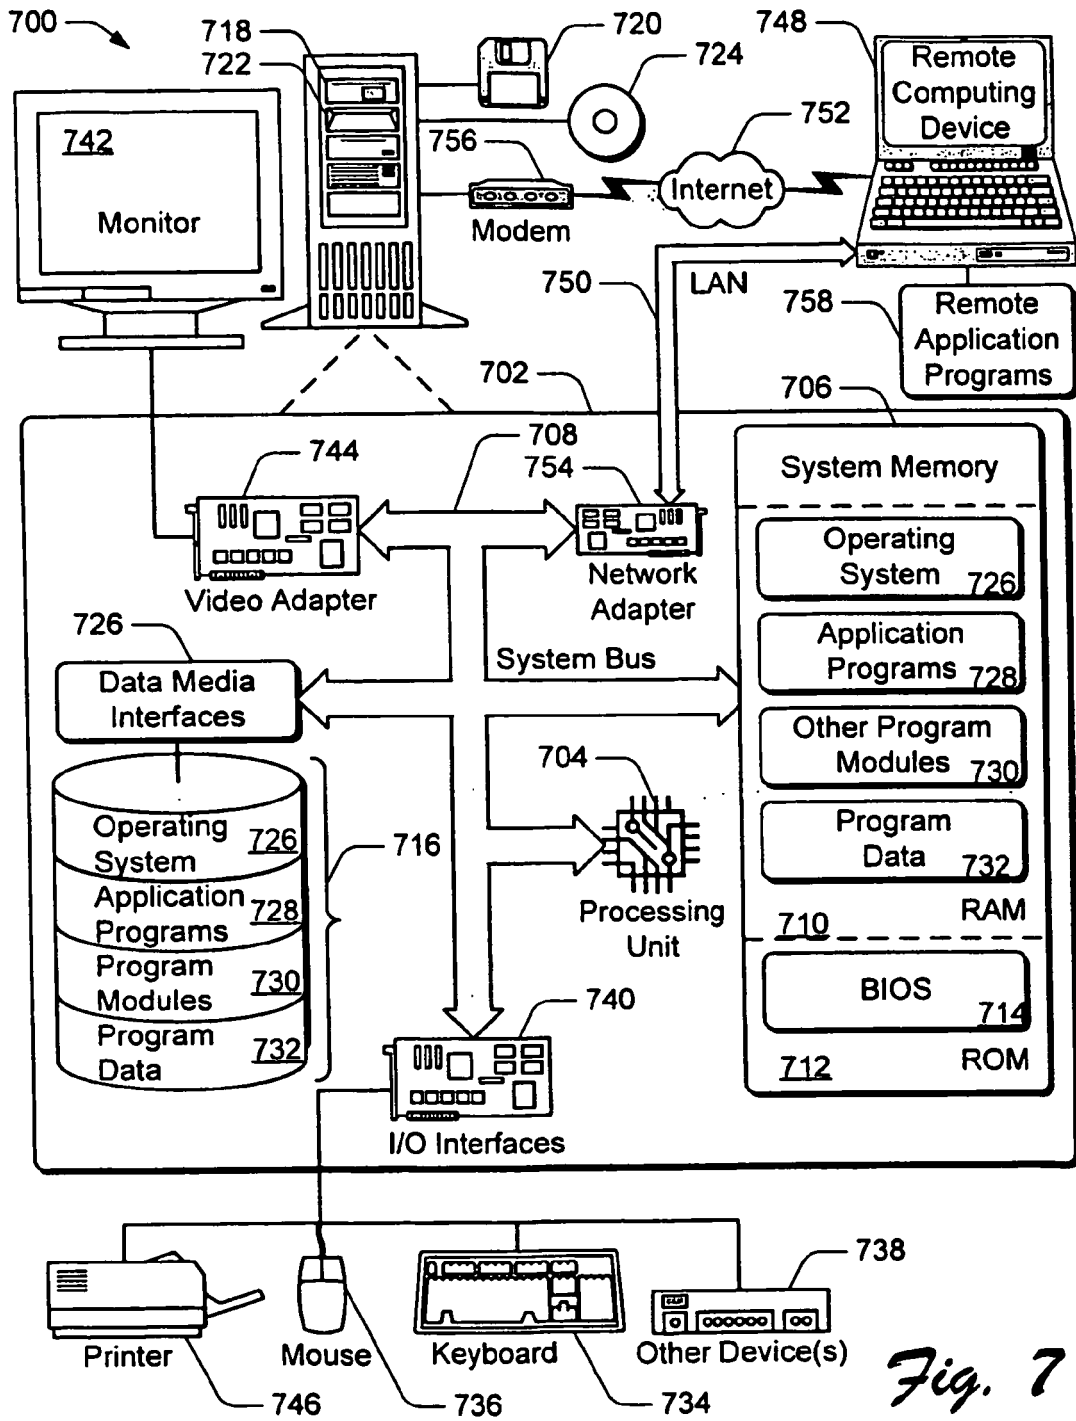 700
718
722
720
724
748
Remote
Computing
Device
742
Monitor
756
Modem
752
Internet
750
LAN
758
Remote
Application
Programs
702
706
744
Video Adapter
708
754
Network
Adapter
System Memory
Operating
System
726
Application
Programs
728
Other Program
Modules
730
Program
Data
732
710
RAM
BIOS
714
712
ROM
726
Data Media
Interfaces
System Bus
704
Processing
Unit
Operating
System
726
Application
Programs
728
Program
Modules
730
Program
Data
732
716
740
I/O Interfaces
Printer
746
Mouse
736
Keyboard
734
738
Other Device(s)
Fig. 7